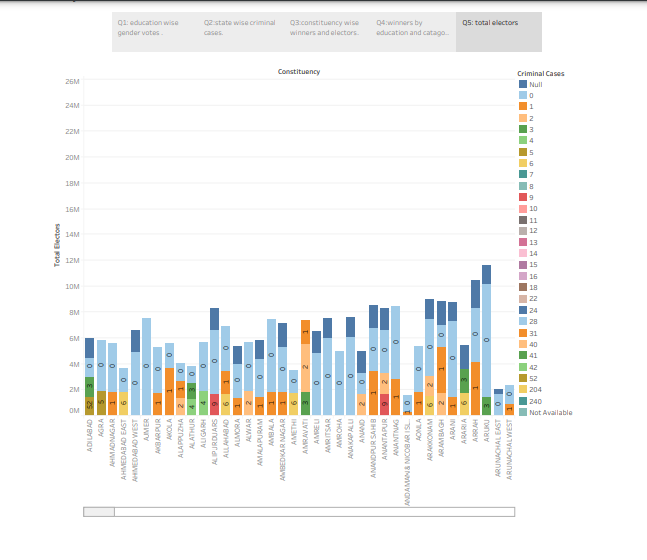 Q1: education wise
gender votes .
Q2:state wise criminal
cases.
Q3:constituency wise
winners and electors.
Q4:winners by
education and catago..
Q5: total electors
Constituency
Criminal Cases
Null
0
1
2
3
4
5
6
7
8
9
10
11
12
13
14
15
16
18
22
24
28
31
40
41
42
52
204
240
Not Available
Total Electors
26M
24M
22M
20M
18M
16M
14M
12M
10M
8M
6M
4M
2M
0M
ADILABAD
AGRA
AHMADNAGAR
AHMEDABAD EAST
AHMEDABAD WEST
AJMER
AKBARPUR
AKOLA
ALAPPUZHA
ALATHUR
ALIGARH
ALIPURDUARS
ALLAHABAD
ALMORA
ALWAR
AMALAPURAM
AMBALA
AMBEDKAR NAGAR
AMETHI
AMRAVATI
AMRELI
AMRITSAR
AMROHA
ANAKAPALLI
ANAND
ANANDPUR SAHIB
ANANTAPUR
ANANTNAG
ANDAMAN & NICOBAR ISL..
AONLA
ARAKKONAM
ARAMBAGH
ARANI
ARARIA
ARRAH
ARUKU
ARUNACHAL EAST
ARUNACHAL WEST